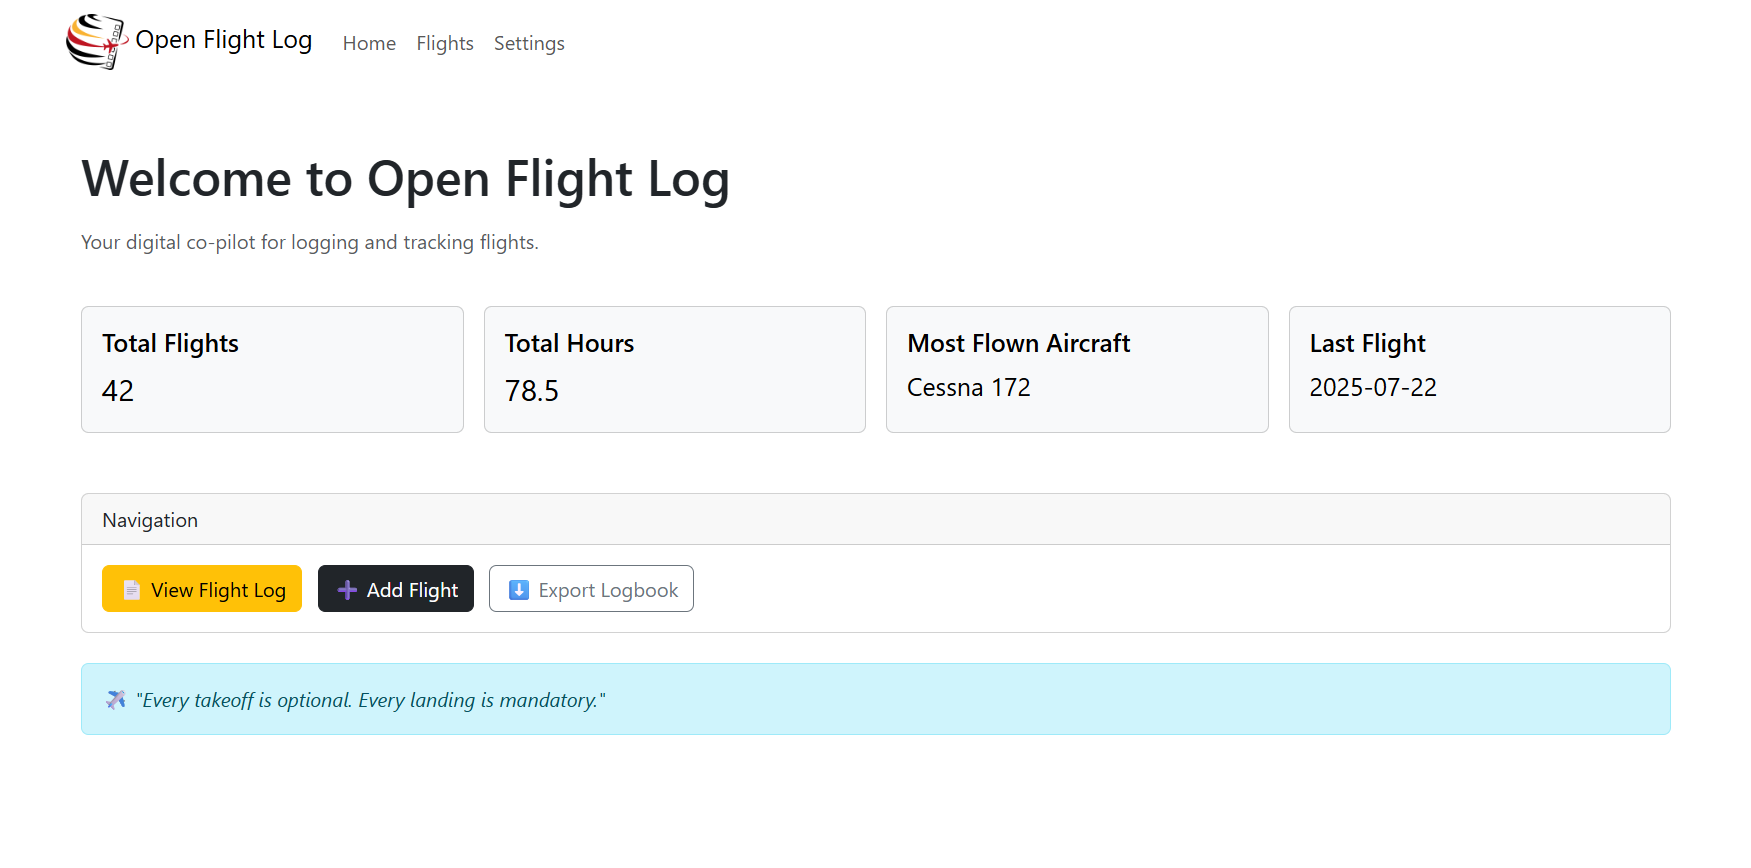 Open Flight Log Home Flights Settings
Welcome to Open Flight Log
Your digital co-pilot for logging and tracking flights.
Total Flights
42
Total Hours
78.5
Most Flown Aircraft
Cessna 172
Last Flight
2025-07-22
Navigation
View Flight Log Add Flight Export Logbook
"Every takeoff is optional. Every landing is mandatory."